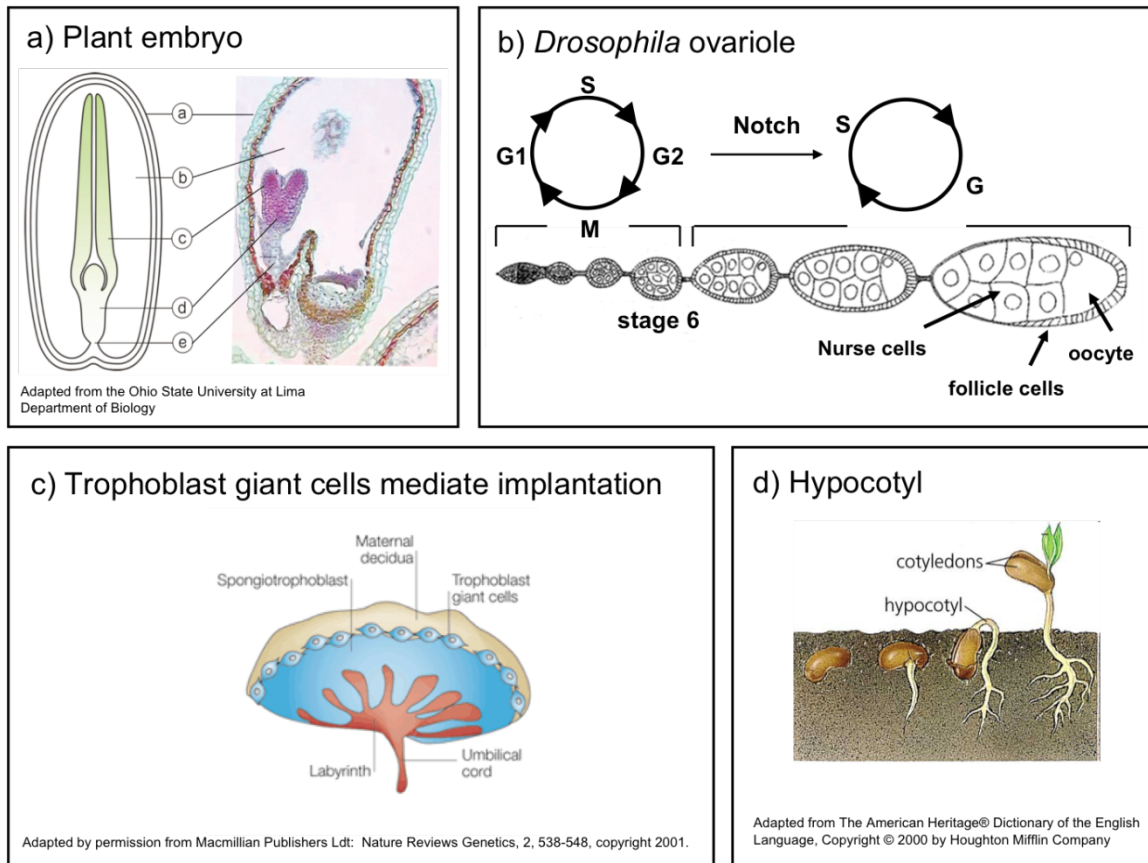 a) Plant embryo
a
b
c
d
e
Adapted from the Ohio State University at Lima
Department of Biology
b) Drosophila ovariole
S
G1
G2
M
Notch
S
G
stage 6
Nurse cells
oocyte
follicle cells
c) Trophoblast giant cells mediate implantation
Maternal
decidua
Spongiotrophoblast
Trophoblast
giant cells
Labyrinth
Umbilical
cord
Adapted by permission from Macmillian Publishers Ldt: Nature Reviews Genetics, 2, 538-548, copyright 2001.
d) Hypocotyl
cotyledons
hypocotyl
Adapted from The American Heritage® Dictionary of the English
Language, Copyright © 2000 by Houghton Mifflin Company